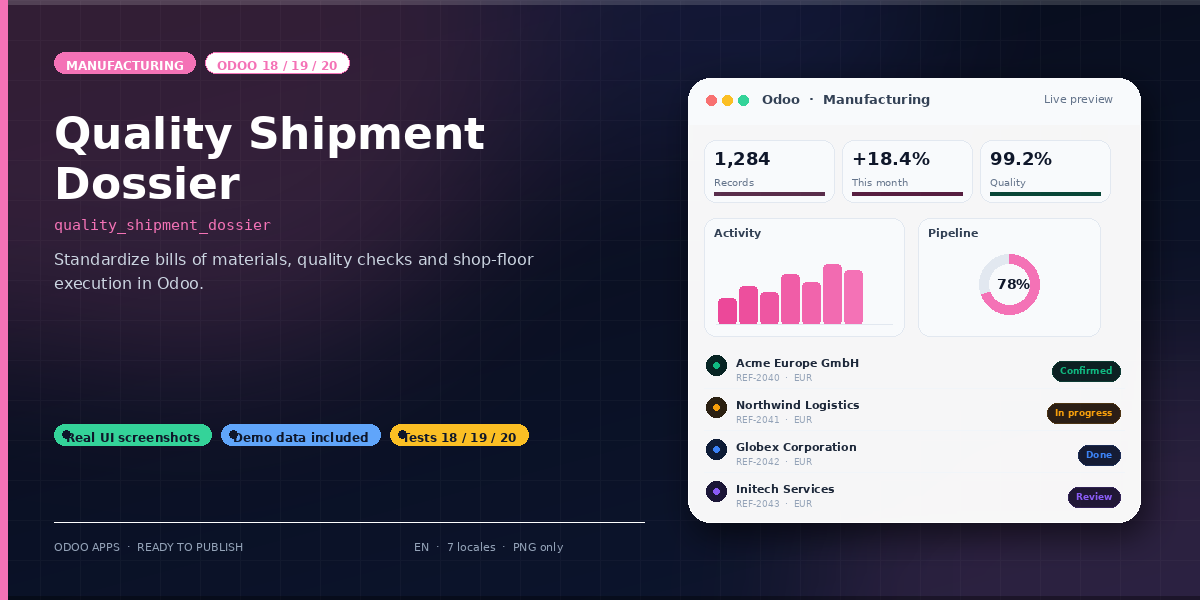 MANUFACTURING
ODOO 18 / 19 / 20
Quality Shipment
Dossier
quality_shipment_dossier
Standardize bills of materials, quality checks and shop-floor
execution in Odoo.
Real UI screenshots
Demo data included
Tests 18 / 19 / 20
ODOO APPS · READY TO PUBLISH
EN · 7 locales · PNG only
Odoo · Manufacturing
Live preview
1,284
Records
+18.4%
This month
99.2%
Quality
Activity
Pipeline
78%
Acme Europe GmbH
REF-2040 · EUR
Confirmed
Northwind Logistics
REF-2041 · EUR
In progress
Globex Corporation
REF-2042 · EUR
Done
Initech Services
REF-2043 · EUR
Review